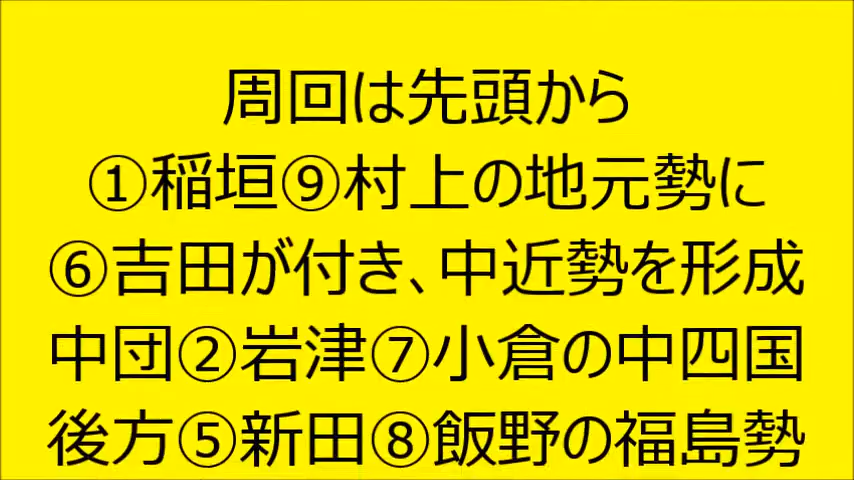 周回は先頭から
①稲垣⑨村上の地元勢に
⑥吉田が付き、中近勢を形成
中団②岩津⑦小倉の中四国
後方⑤新田⑧飯野の福島勢